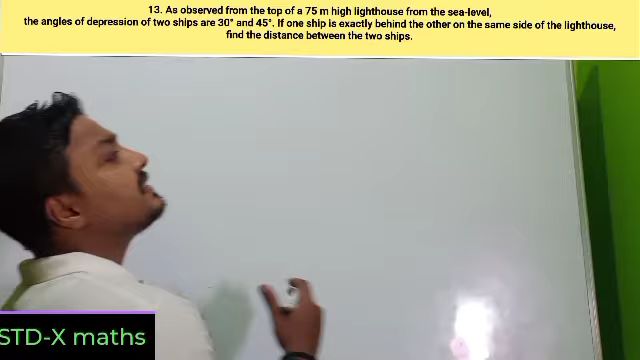 13. As observed from the top of a 75 m high lighthouse from the sea-level,
the angles of depression of two ships are 30° and 45°. If one ship is exactly behind the other on the same side of the lighthouse,
find the distance between the two ships.
STD-X maths